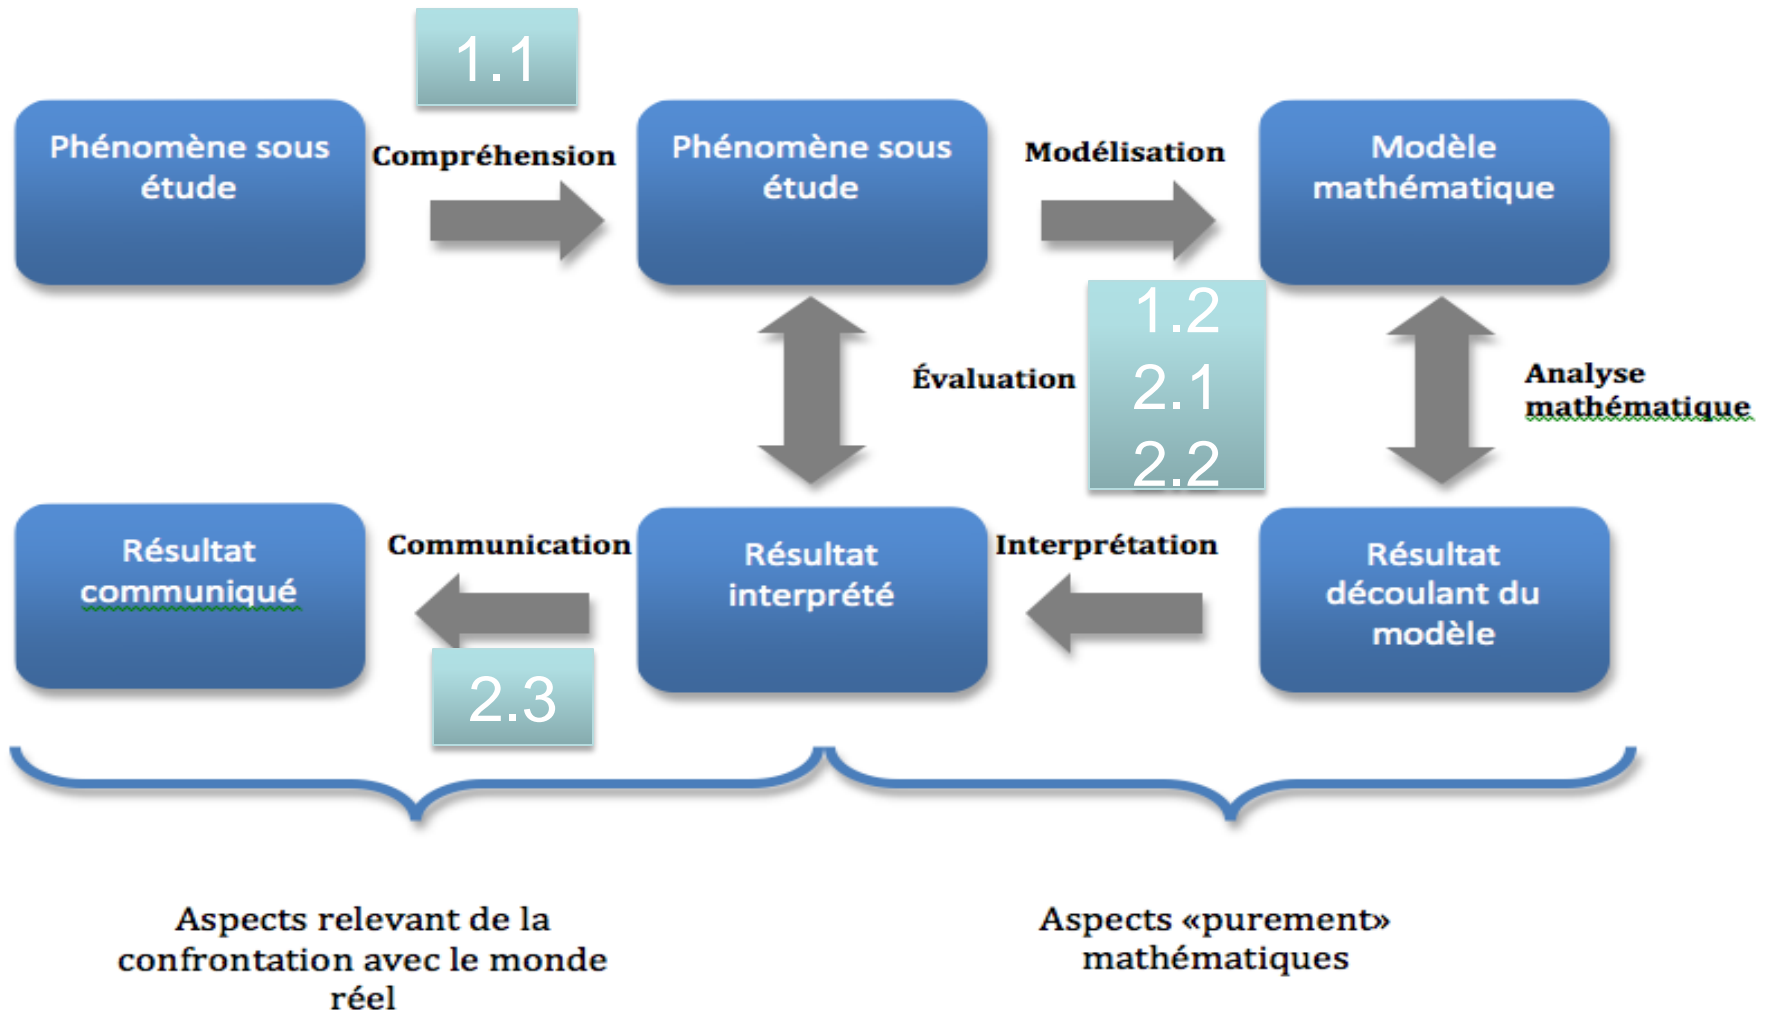 1.1
Phénomène sous
étude
Compréhension
Phénomène sous
étude
Modélisation
Modèle
mathématique
1.2
2.1
2.2
Évaluation
Analyse
mathématique
Résultat
communiqué
Communication
Résultat
interprété
Interprétation
Résultat
découlant du
modèle
2.3
Aspects relevant de la
confrontation avec le monde
réel
Aspects «purement»
mathématiques